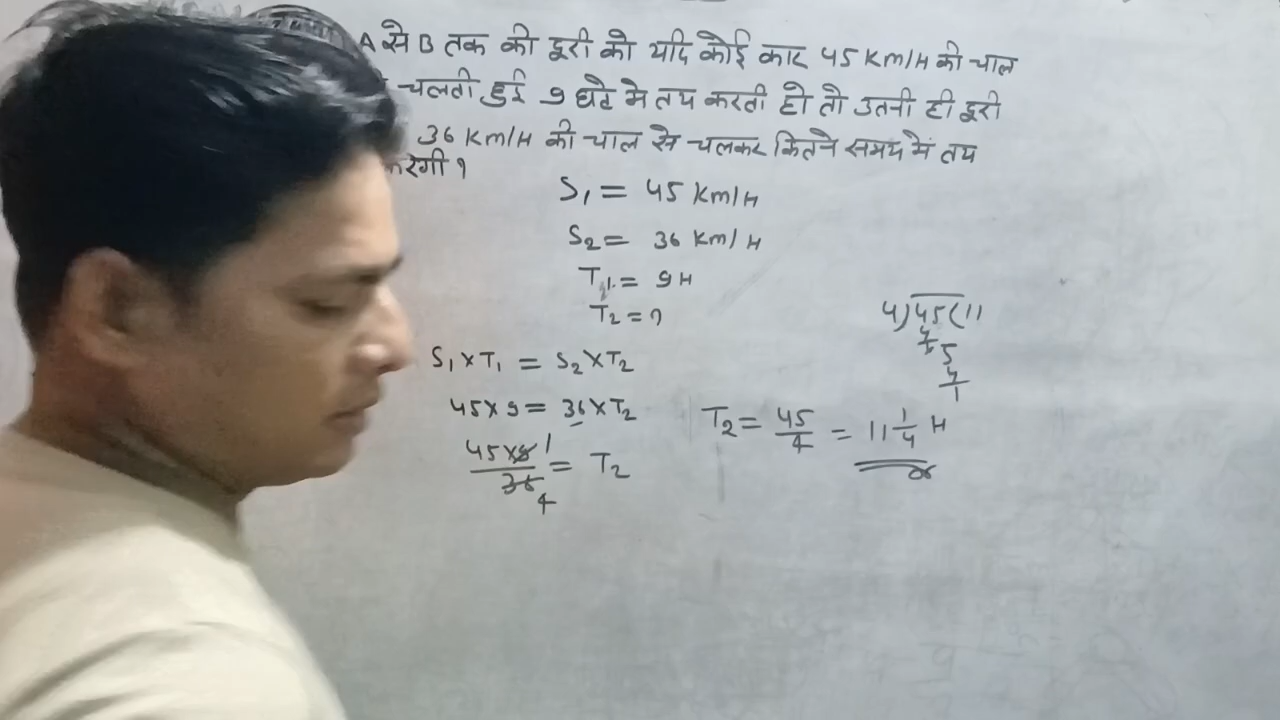 A से B तक की दूरी को यदि कोई कार 45 Km/H की चाल
चलती हुई 9 घंटे में तय करती हो तो उतनी ही दूरी
36 Km/H की चाल से चलकर कितने समय में तय
करेगी ?
S₁ = 45 Km/H
S₂ = 36 Km/H
T₁ = 9 H
T₂ = ?
S₁ × T₁ = S₂ × T₂
45 × 9 = 36 × T₂
45 × 9 1 / 36 4 = T₂
T₂ = 45/4 = 11 1/4 H
4) 45 ( 11
4
5
4
1